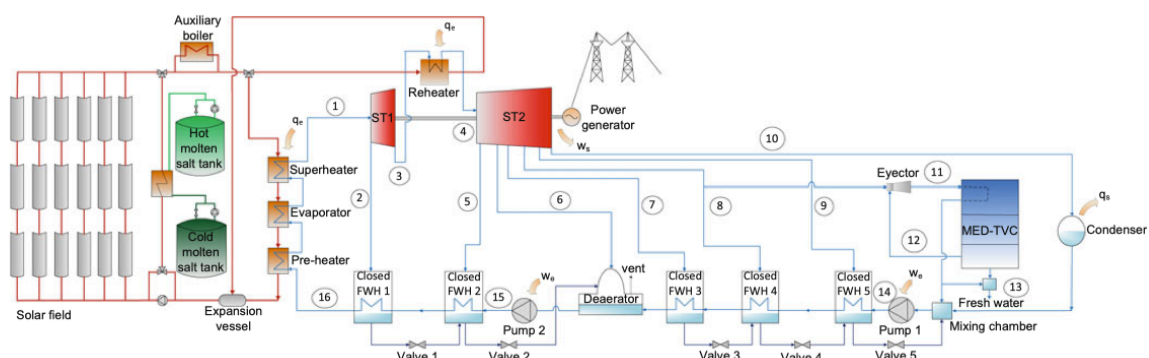 Auxiliary
boiler
qe
Reheater
1
ST1
ST2
4
Power
generator
ws
10
Hot
molten
salt tank
qe
Superheater
3
Eyector
11
2
5
6
7
8
9
qs
Evaporator
MED-TVC
Condenser
12
Cold
molten
salt tank
Pre-heater
we
vent
we
16
Closed
FWH 1
Closed
FWH 2
15
Deaerator
Closed
FWH 3
Closed
FWH 4
Closed
FWH 5
14
13
Fresh water
Solar field
Expansion
vessel
Pump 2
Pump 1
Mixing chamber
Valve 1
Valve 2
Valve 3
Valve 4
Valve 5